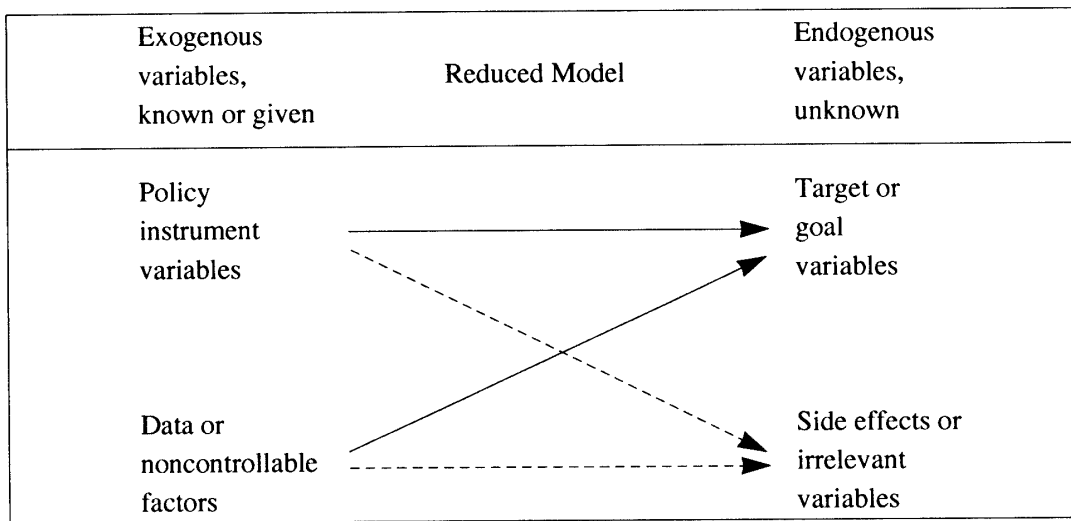 Exogenous
variables,
known or given
Reduced Model
Endogenous
variables,
unknown
Policy
instrument
variables
Target or
goal
variables
Data or
noncontrollable
factors
Side effects or
irrelevant
variables